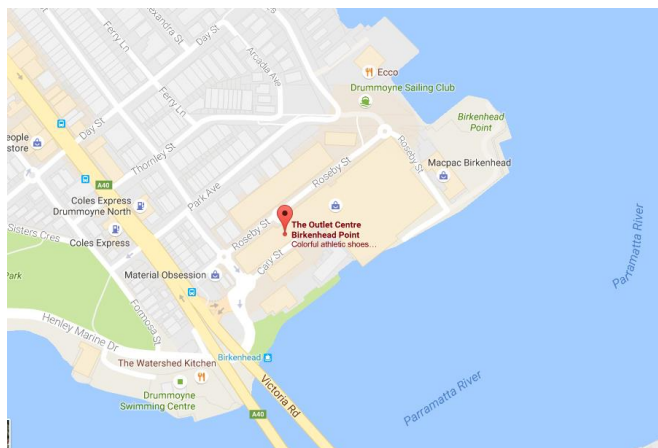 Alexandra St
Ferry Ln
Day St
Arcadia Ave
Ecco
Drummoyne Sailing Club
Birkenhead
Point
Ferry Ln
Day St
People
store
Thornley St
Roseby St
Macpac Birkenhead
A40
Park Ave
Coles Express
Drummoyne North
The Outlet Centre
Birkenhead Point
Colorful athletic shoes...
Roseby St
Sisters Cres
Coles Express
Cary St
Parramatta River
Material Obsession
Park
Formosa St
Henley Marine Dr
Birkenhead
The Watershed Kitchen
Drummoyne
Swimming Centre
Victoria Rd
Parramatta River
A40